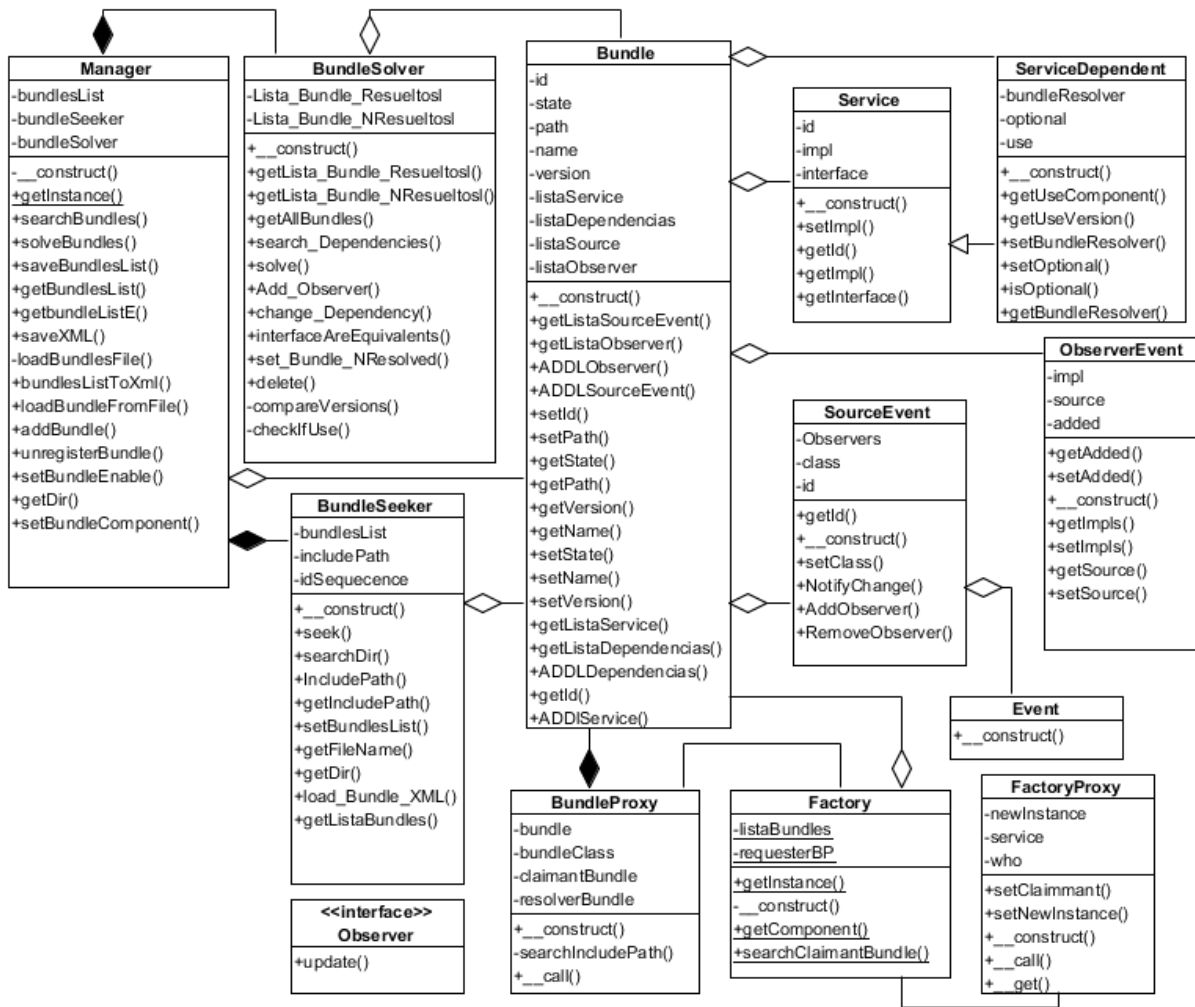 Manager
-bundlesList
-bundleSeeker
-bundleSolver
-__construct()
+getInstance()
+searchBundles()
+solveBundles()
+saveBundlesList()
+getBundlesList()
+getbundleListE()
+saveXML()
-loadBundlesFile()
+bundlesListToXml()
+loadBundleFromFile()
+addBundle()
+unregisterBundle()
+setBundleEnable()
+getDir()
+setBundleComponent()
BundleSolver
-Lista_Bundle_Resueltosl
-Lista_Bundle_NResueltosl
+__construct()
+getLista_Bundle_Resueltosl()
+getLista_Bundle_NResueltosl()
+getAllBundles()
+search_Dependencies()
+solve()
+Add_Observer()
+change_Dependency()
+interfaceAreEquivalents()
+set_Bundle_NResolved()
+delete()
-compareVersions()
-checkIfUse()
Bundle
-id
-state
-path
-name
-version
-listaService
-listaDependencias
-listaSource
-listaObserver
+__construct()
+getListaSourceEvent()
+getListaObserver()
+ADDLObserver()
+ADDLSourceEvent()
+setId()
+setPath()
+getState()
+getPath()
+getVersion()
+getName()
+setState()
+setName()
+setVersion()
+getListaService()
+getListaDependencias()
+ADDLDependencias()
+getId()
+ADDlService()
Service
-id
-impl
-interface
+__construct()
+setImpl()
+getId()
+getImpl()
+getInterface()
ServiceDependent
-bundleResolver
-optional
-use
+__construct()
+getUseComponent()
+getUseVersion()
+setBundleResolver()
+setOptional()
+isOptional()
+getBundleResolver()
ObserverEvent
-impl
-source
-added
+getAdded()
+setAdded()
+__construct()
+getImpls()
+setImpls()
+getSource()
+setSource()
SourceEvent
-Observers
-class
-id
+getId()
+__construct()
+setClass()
+NotifyChange()
+AddObserver()
+RemoveObserver()
BundleSeeker
-bundlesList
-includePath
-idSequecence
+__construct()
+seek()
+searchDir()
+IncludePath()
+getIncludePath()
+setBundlesList()
+getFileName()
+getDir()
+load_Bundle_XML()
+getListaBundles()
Event
+__construct()
BundleProxy
-bundle
-bundleClass
-claimantBundle
-resolverBundle
+__construct()
-searchIncludePath()
+__call()
Factory
-listaBundles
-requesterBP
+getInstance()
-__construct()
+getComponent()
+searchClaimantBundle()
FactoryProxy
-newInstance
-service
-who
+setClaimmant()
+setNewInstance()
+__construct()
+__call()
+__get()
<<interface>>
Observer
+update()